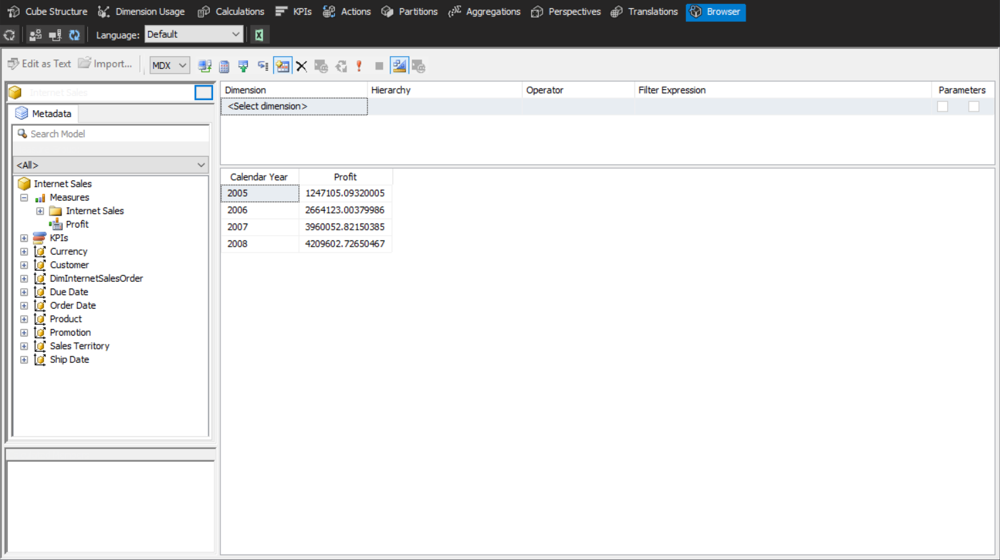 Cube Structure Dimension Usage Calculations KPIs Actions Partitions Aggregations Perspectives Translations Browser
Language: Default
Edit as Text Import... MDX
Internet Sales
Metadata
Search Model
<All>
Internet Sales
Measures
Internet Sales
Profit
KPIs
Currency
Customer
DimInternetSalesOrder
Due Date
Order Date
Product
Promotion
Sales Territory
Ship Date
Dimension Hierarchy Operator Filter Expression Parameters
<Select dimension>
Calendar Year Profit
2005 1247105.09320005
2006 2664123.00379986
2007 3960052.82150385
2008 4209602.72650467